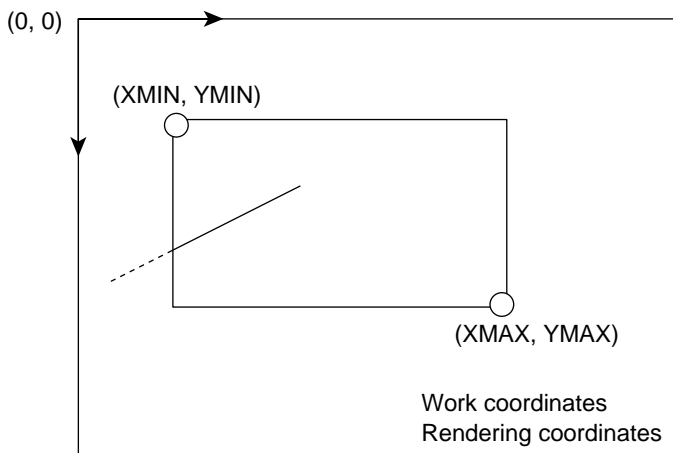 (0, 0)
(XMIN, YMIN)
(XMAX, YMAX)
Work coordinates
Rendering coordinates